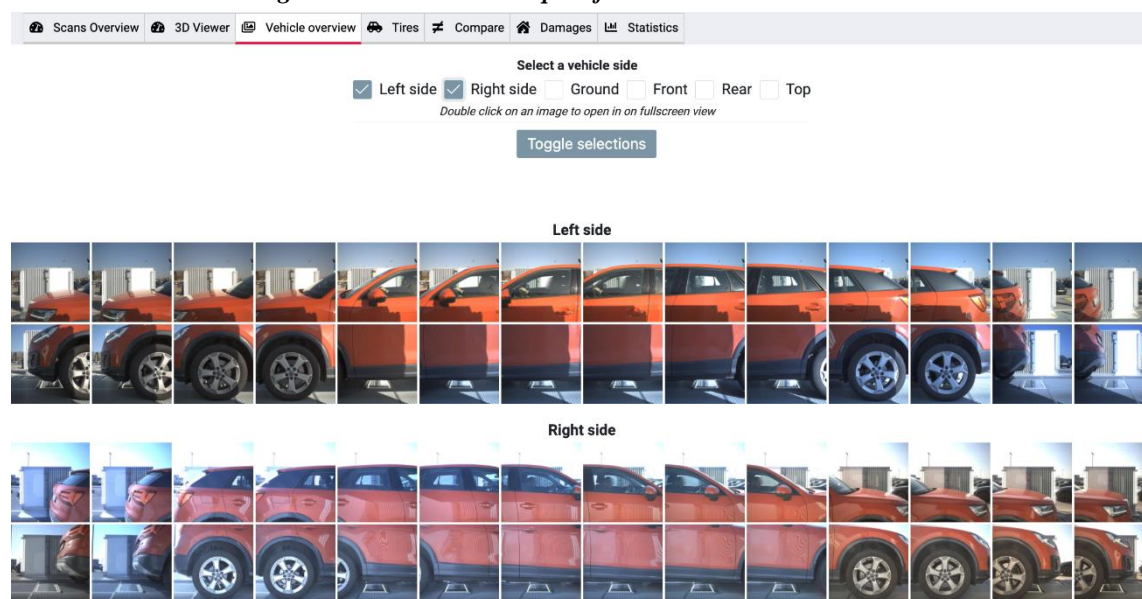 Scans Overview 3D Viewer Vehicle overview Tires Compare Damages Statistics
Select a vehicle side
Left side Right side Ground Front Rear Top
Double click on an image to open in on fullscreen view
Toggle selections
Left side
Right side